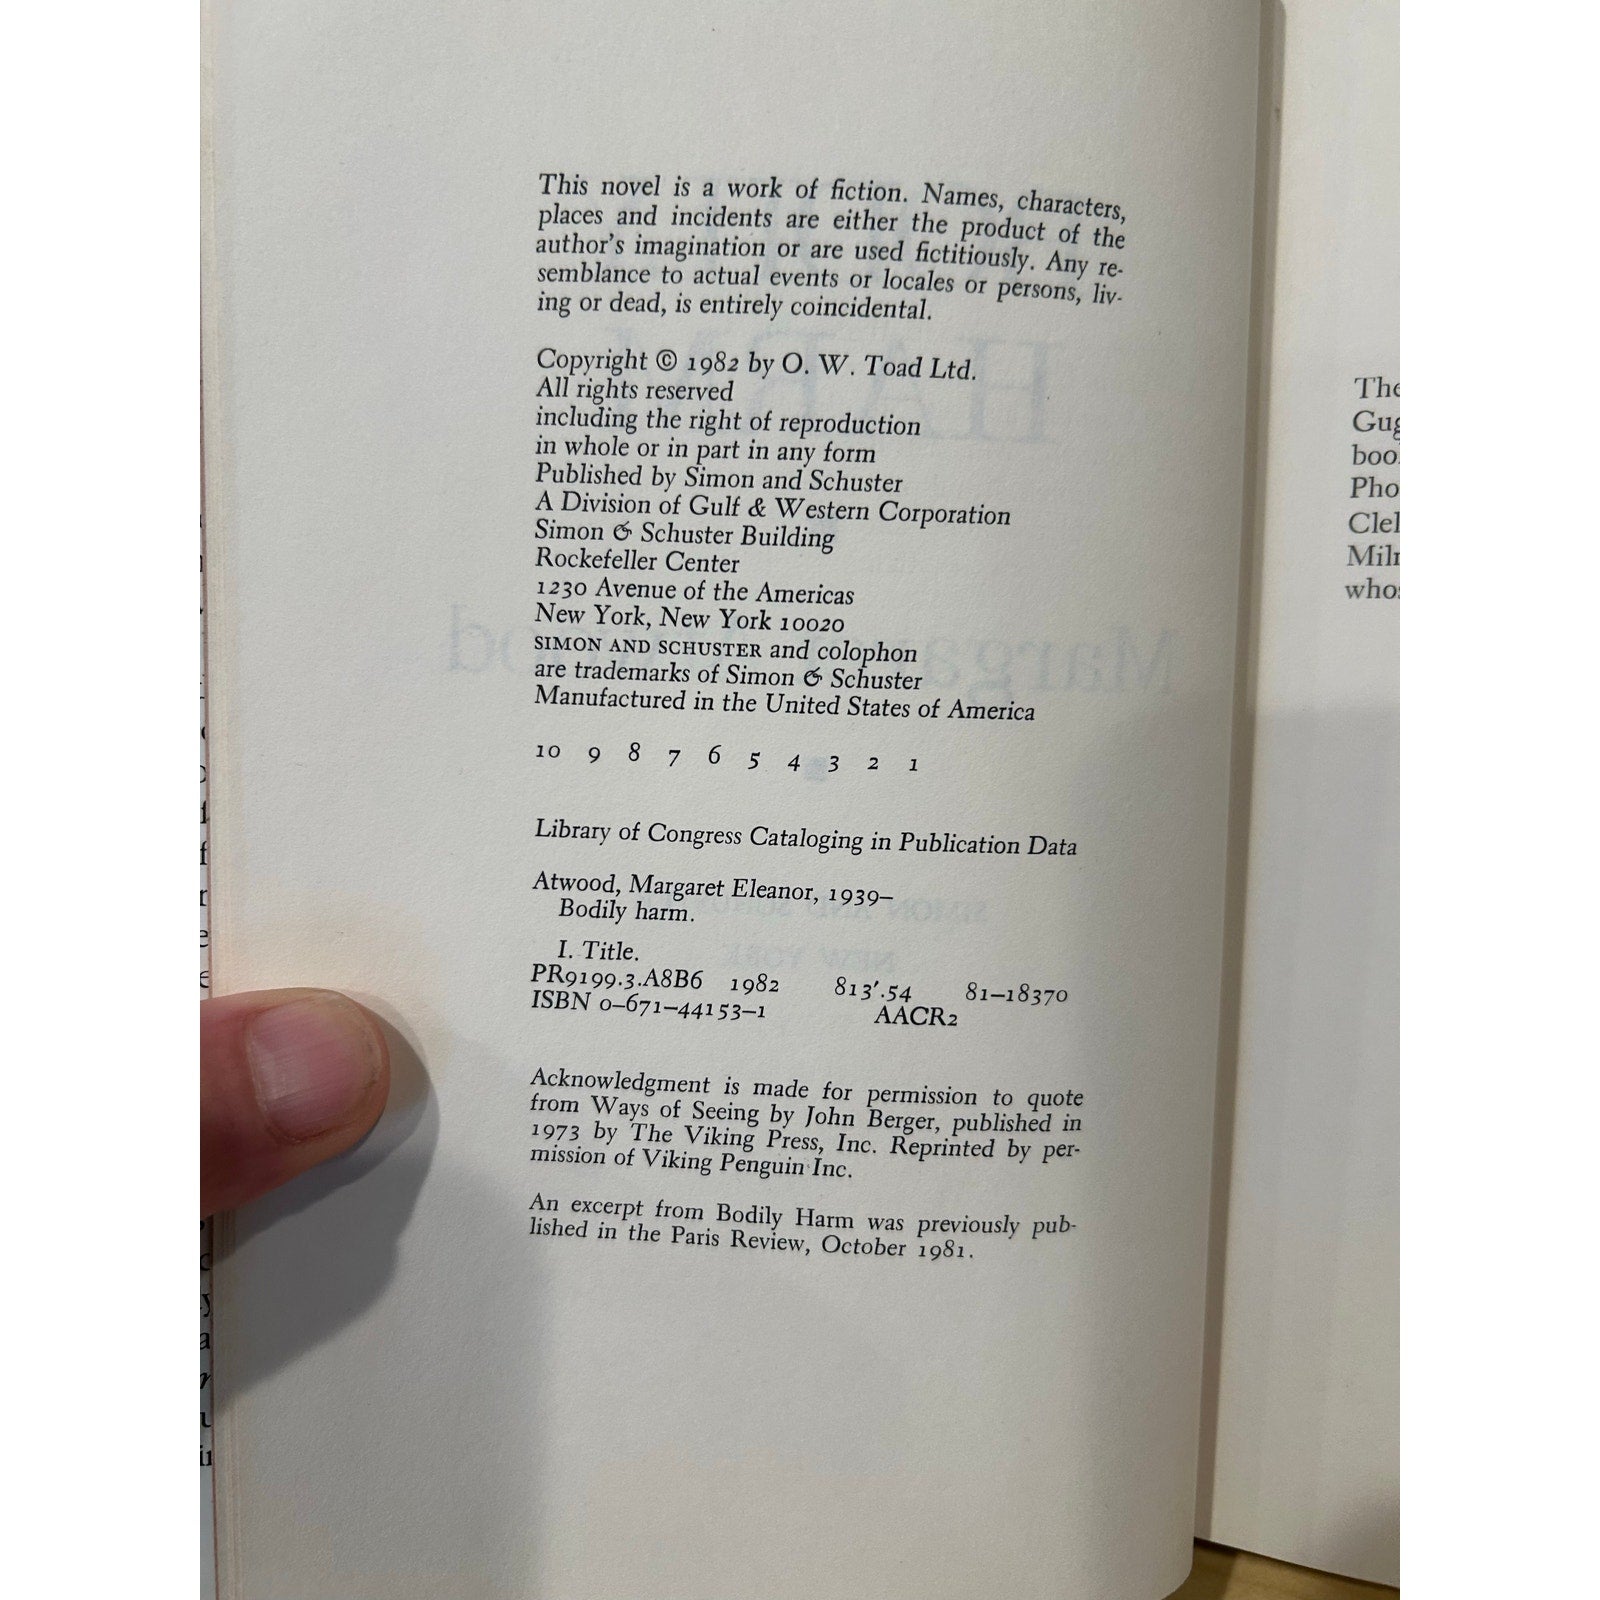 This novel is a work of fiction. Names, characters,
places and incidents are either the product of the
author's imagination or are used fictitiously. Any re-
semblance to actual events or locales or persons, liv-
ing or dead, is entirely coincidental.
Copyright © 1982 by O. W. Toad Ltd.
All rights reserved
including the right of reproduction
in whole or in part in any form
Published by Simon and Schuster
A Division of Gulf & Western Corporation
Simon & Schuster Building
Rockefeller Center
1230 Avenue of the Americas
New York, New York 10020
SIMON AND SCHUSTER and colophon
are trademarks of Simon & Schuster
Manufactured in the United States of America
10 9 8 7 6 5 4 3 2 1
Library of Congress Cataloging in Publication Data
Atwood, Margaret Eleanor, 1939–
Bodily harm.
I. Title.
PR9199.3.A8B6 1982 813'.54 81–18370
ISBN 0–671–44153–1 AACR2
Acknowledgment is made for permission to quote
from Ways of Seeing by John Berger, published in
1973 by The Viking Press, Inc. Reprinted by per-
mission of Viking Penguin Inc.
An excerpt from Bodily Harm was previously pub-
lished in the Paris Review, October 1981.
The
Gug
boo
Pho
Clel
Miln
whos